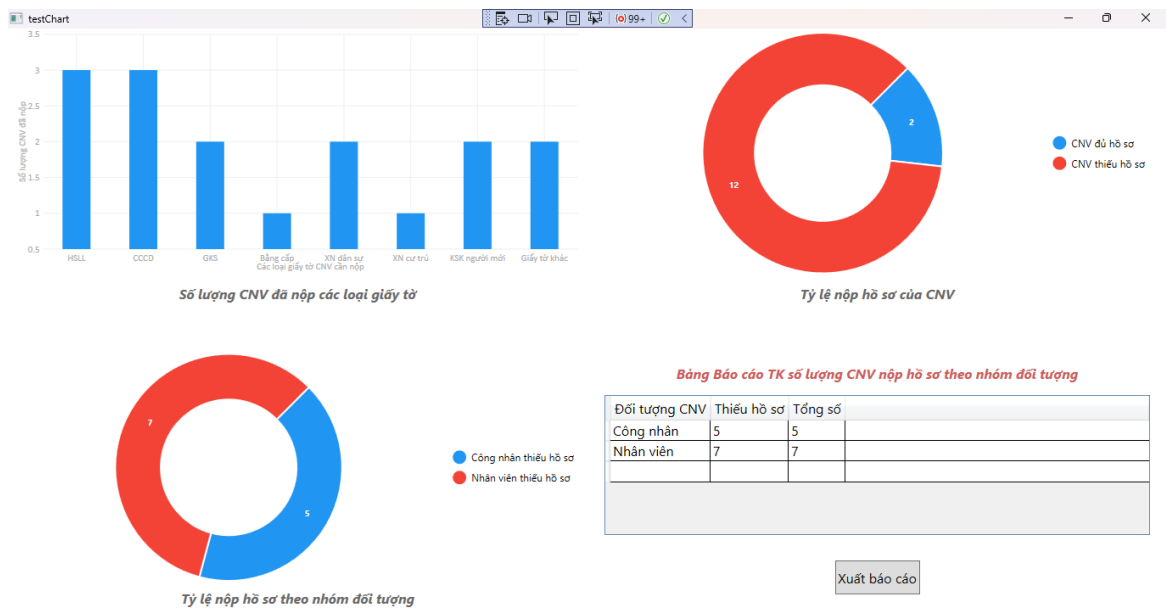 testChart
99+
3.5
3
2.5
2
1.5
1
0.5
Số lượng CNV đã nộp
HSLL CCCD GKS Bằng cấp XN dân sự XN cư trú KSK người mới Giấy tờ khác
Các loại giấy tờ CNV cần nộp
Số lượng CNV đã nộp các loại giấy tờ
2
12
CNV đủ hồ sơ
CNV thiếu hồ sơ
Tỷ lệ nộp hồ sơ của CNV
7
5
Công nhân thiếu hồ sơ
Nhân viên thiếu hồ sơ
Tỷ lệ nộp hồ sơ theo nhóm đối tượng
Bảng Báo cáo TK số lượng CNV nộp hồ sơ theo nhóm đối tượng
Đối tượng CNV Thiếu hồ sơ Tổng số
Công nhân 5 5
Nhân viên 7 7
Xuất báo cáo